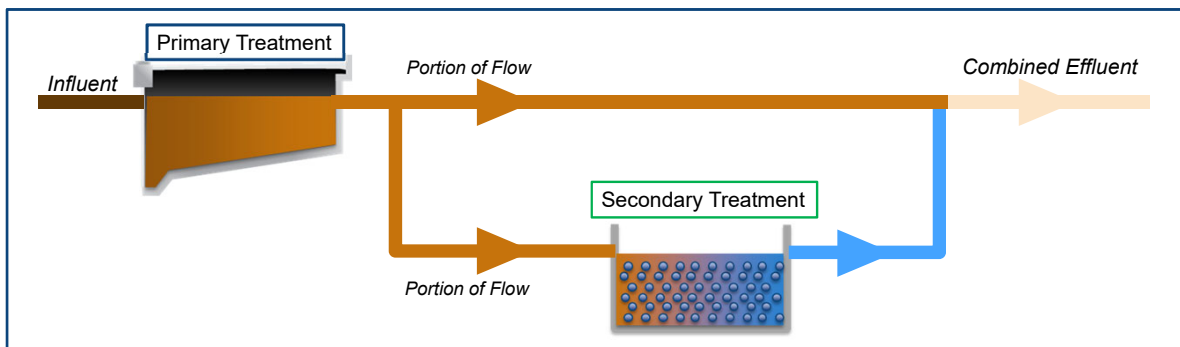 Primary Treatment
Influent
Portion of Flow
Combined Effluent
Secondary Treatment
Portion of Flow